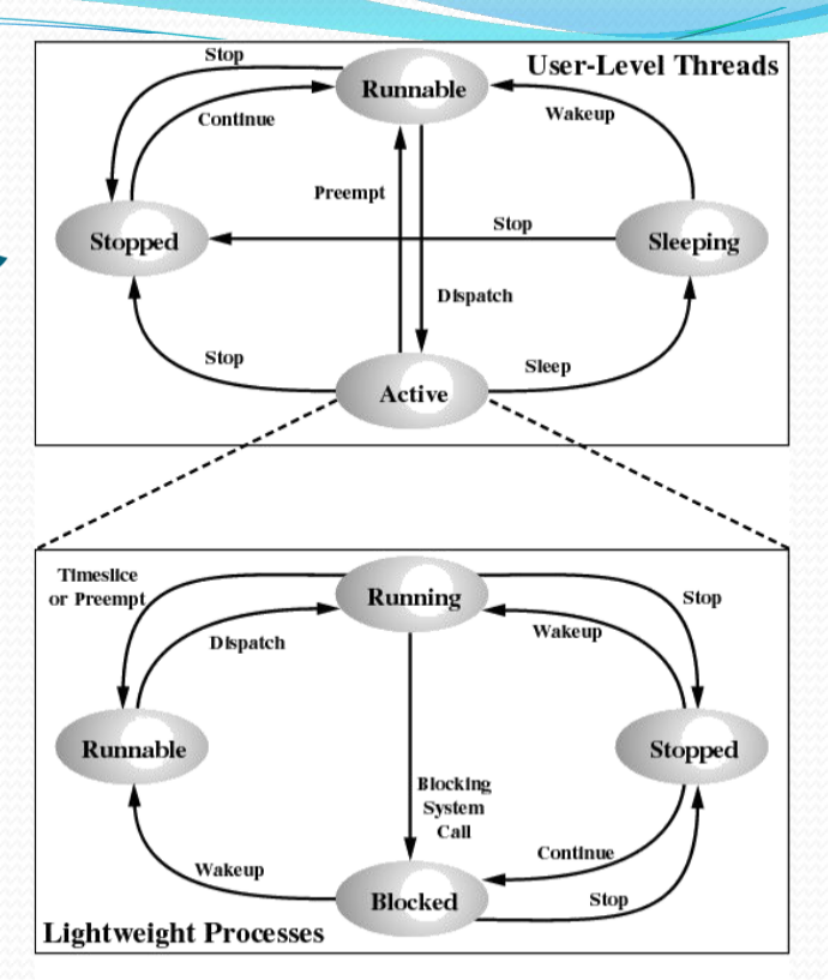 User-Level Threads
Stop
Runnable
Continue
Wakeup
Preempt
Stop
Stopped
Sleeping
Dispatch
Stop
Sleep
Active
Timeslice
or Preempt
Running
Stop
Dispatch
Wakeup
Runnable
Stopped
Blocking
System
Call
Continue
Wakeup
Blocked
Stop
Lightweight Processes